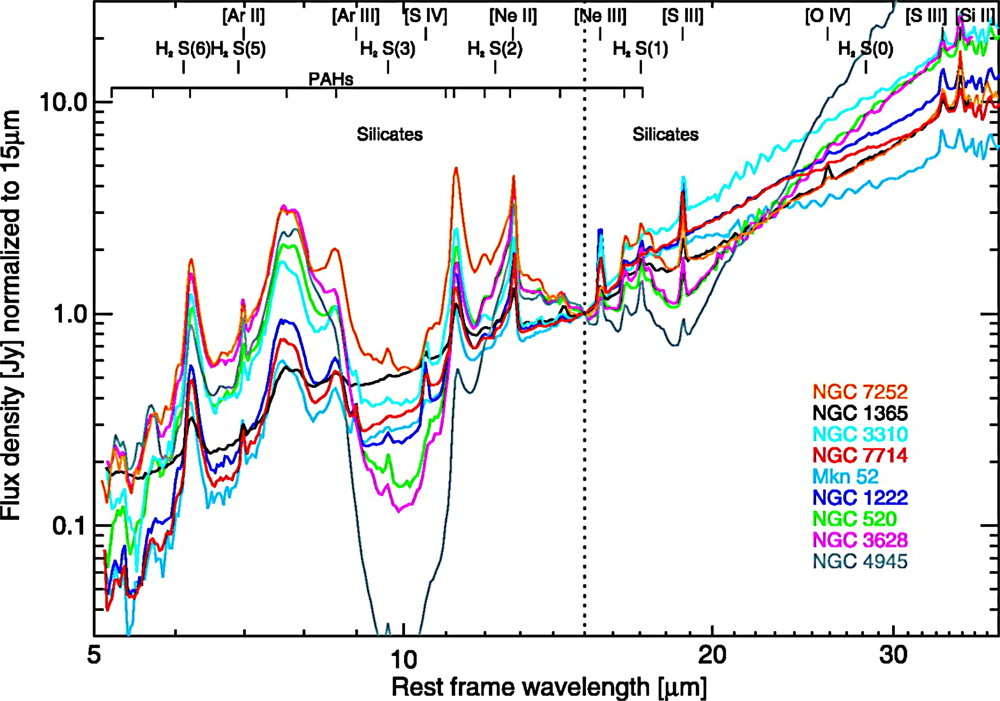 [Ar II] [Ar III] [S IV] [Ne II] [Ne III] [S III] [O IV] [S III] [Si II]
H₂ S(6) H₂ S(5) H₂ S(3) H₂ S(2) H₂ S(1) H₂ S(0)
PAHs
Silicates Silicates
10.0
1.0
0.1
Flux density [Jy] normalized to 15μm
NGC 7252
NGC 1365
NGC 3310
NGC 7714
Mkn 52
NGC 1222
NGC 520
NGC 3628
NGC 4945
5 10 20 30
Rest frame wavelength [μm]